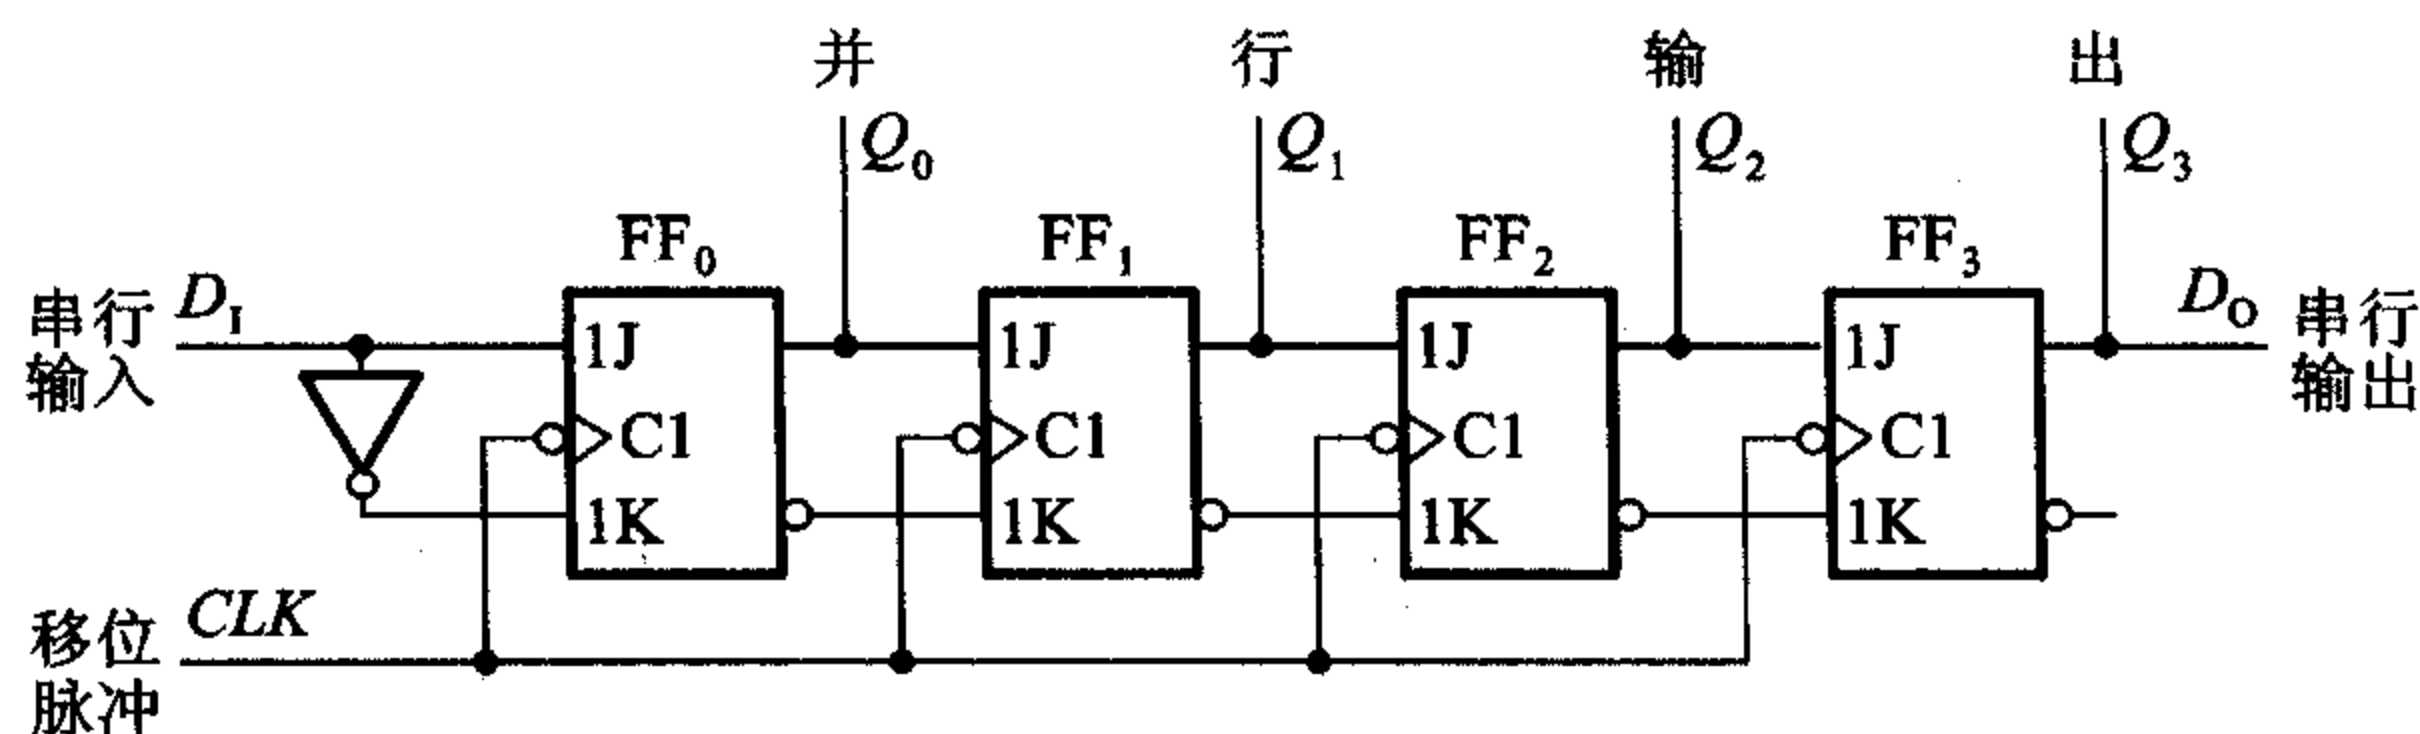 并 行 输 出
Q0 Q1 Q2 Q3
FF0 FF1 FF2 FF3
串行 DI DO 串行
输入 输出
1J 1J 1J 1J
C1 C1 C1 C1
1K 1K 1K 1K
移位 CLK
脉冲